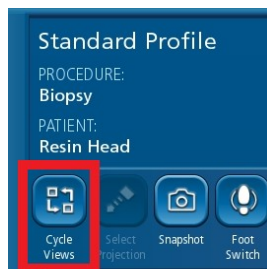 Standard Profile
PROCEDURE:
Biopsy
PATIENT:
Resin Head
Cycle Views
Select Projection
Snapshot
Foot Switch